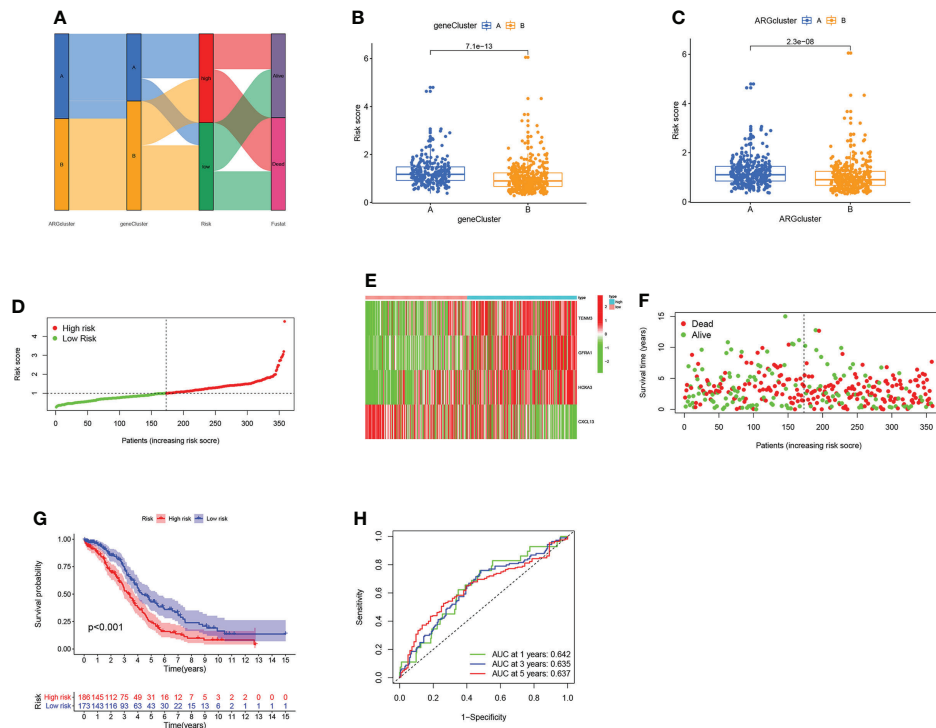 A
A
B
ARGcluster
A
B
geneCluster
high
low
Risk
Alive
Dead
Fustat
B
geneCluster A B
7.1e-13
Risk score
6
4
2
0
A
B
geneCluster
C
ARGcluster A B
2.3e-08
Risk score
6
4
2
0
A
B
ARGcluster
D
High risk
Low Risk
Risk score
4
3
2
1
0 50 100 150 200 250 300 350
Patients (increasing risk socre)
E
type
TENM3
GFRA1
HOXA3
CXCL13
type
high
low
2
1
0
-1
-2
F
Dead
Alive
Survival time (years)
15
10
5
0
0 50 100 150 200 250 300 350
Patients (increasing risk socre)
G
Risk High risk Low risk
Survival probability
1.00
0.75
0.50
0.25
0.00
p<0.001
0 1 2 3 4 5 6 7 8 9 10 11 12 13 14 15
Time(years)
Risk
High risk 186 145 112 75 49 31 16 12 7 5 3 2 2 0 0 0
Low risk 173 143 116 93 63 43 30 22 15 13 6 2 1 1 1 1
0 1 2 3 4 5 6 7 8 9 10 11 12 13 14 15
Time(years)
H
Sensitivity
1.0
0.8
0.6
0.4
0.2
0.0
AUC at 1 years: 0.642
AUC at 3 years: 0.635
AUC at 5 years: 0.637
0.0 0.2 0.4 0.6 0.8 1.0
1−Specificity